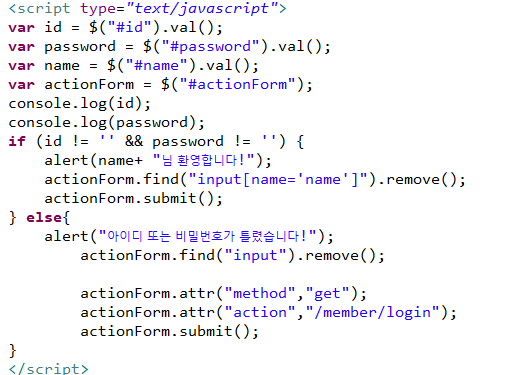 <script type="text/javascript">
var id = $("#id").val();
var password = $("#password").val();
var name = $("#name").val();
var actionForm = $("#actionForm");
console.log(id);
console.log(password);
if (id != '' && password != '') {
    alert(name+ "님 환영합니다!");
    actionForm.find("input[name='name']").remove();
    actionForm.submit();
} else{
    alert("아이디 또는 비밀번호가 틀렸습니다!");
        actionForm.find("input").remove();
        actionForm.attr("method","get");
        actionForm.attr("action","/member/login");
        actionForm.submit();
}
</script>